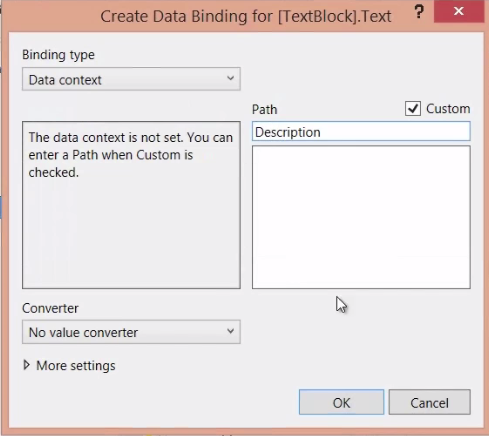 Create Data Binding for [TextBlock].Text
?
Binding type
Data context
Path
Custom
Description
The data context is not set. You can
enter a Path when Custom is
checked.
Converter
No value converter
More settings
OK
Cancel